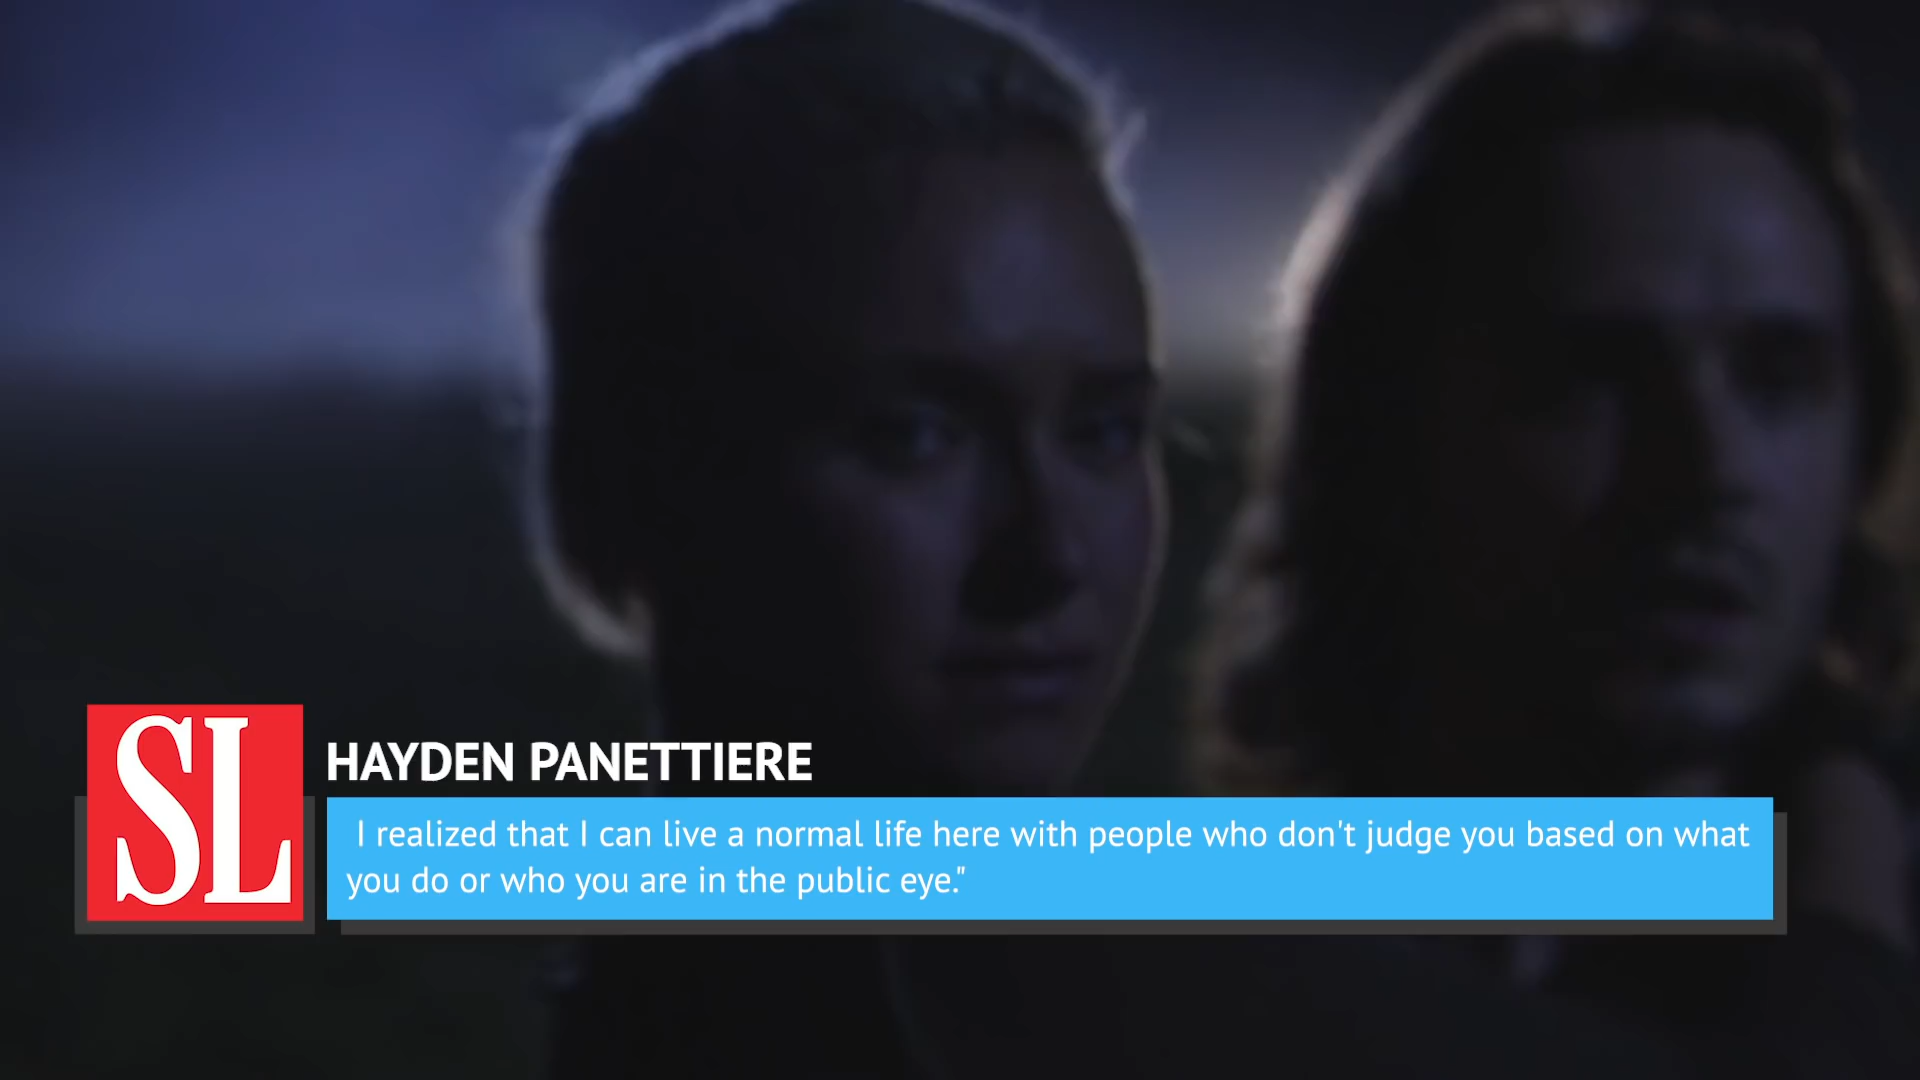 SL
HAYDEN PANETTIERE
I realized that I can live a normal life here with people who don't judge you based on what
you do or who you are in the public eye."